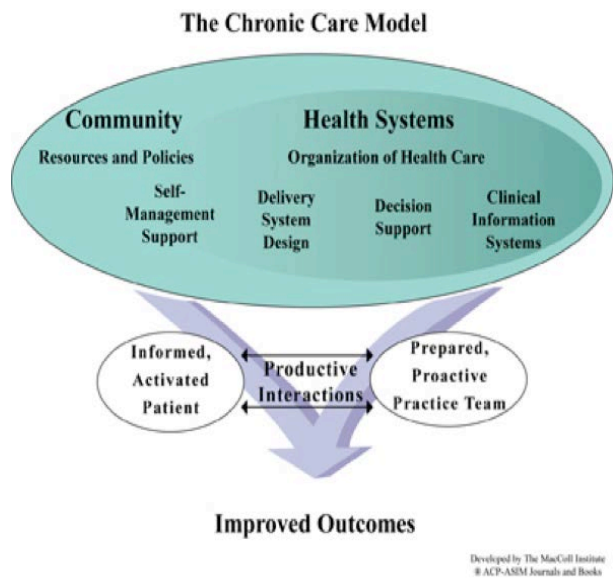 The Chronic Care Model
Community
Health Systems
Resources and Policies
Organization of Health Care
Self-
Management
Support
Delivery
System
Design
Decision
Support
Clinical
Information
Systems
Informed,
Activated
Patient
Productive
Interactions
Prepared,
Proactive
Practice Team
Improved Outcomes
Developed by The MacColl Institute
® ACP-ASIM Journals and Books